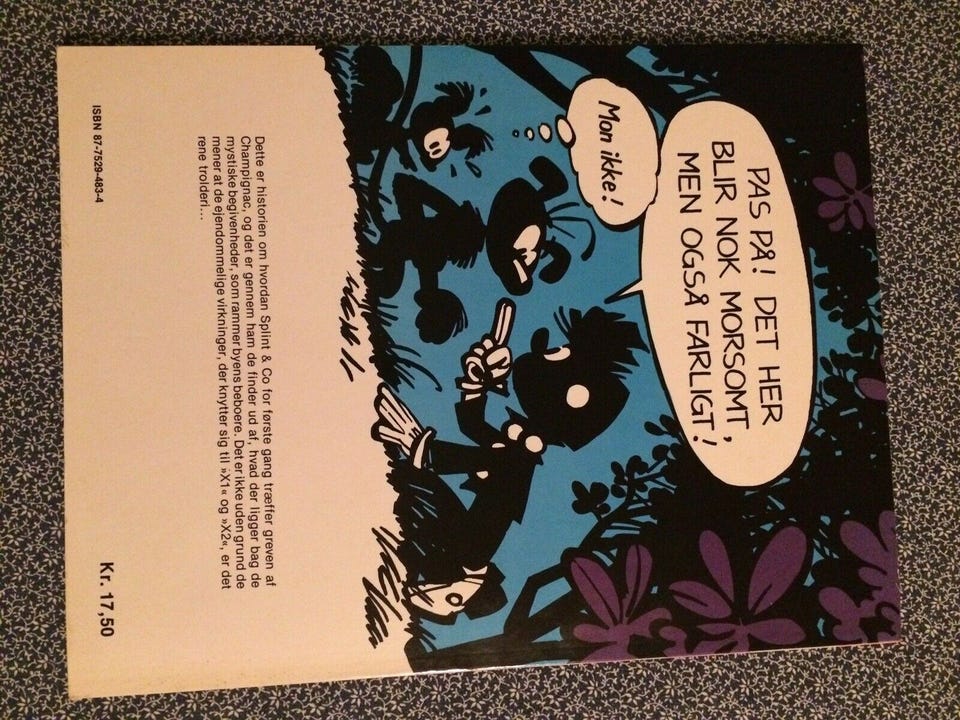 PAS PÅ! DET HER
BLIR NOK MORSOMT,
MEN OGSÅ FARLIGT!
Mon ikke!
Dette er historien om hvordan Splint & Co for første gang træffer greven af
Champignac, og det er gennem ham de finder ud af, hvad der ligger bag de
mystiske begivenheder, som rammer byens beboere. Det er ikke uden grund de
mener at de ejendommelige virkninger, der knytter sig til »X1« og »X2«, er det
rene trolderi...
ISBN 87-7529-483-4
Kr. 17,50